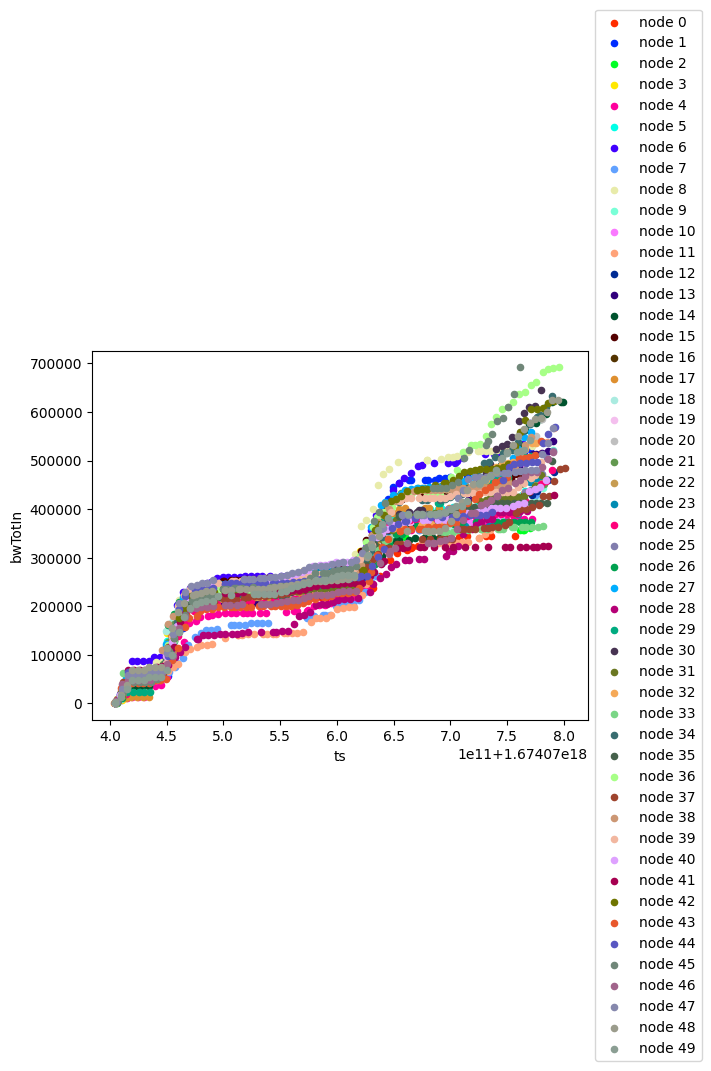 700000
600000
500000
400000
300000
200000
100000
0
bwTotIn
4.0 4.5 5.0 5.5 6.0 6.5 7.0 7.5 8.0
1e11+1.67407e18
ts
node 0
node 1
node 2
node 3
node 4
node 5
node 6
node 7
node 8
node 9
node 10
node 11
node 12
node 13
node 14
node 15
node 16
node 17
node 18
node 19
node 20
node 21
node 22
node 23
node 24
node 25
node 26
node 27
node 28
node 29
node 30
node 31
node 32
node 33
node 34
node 35
node 36
node 37
node 38
node 39
node 40
node 41
node 42
node 43
node 44
node 45
node 46
node 47
node 48
node 49